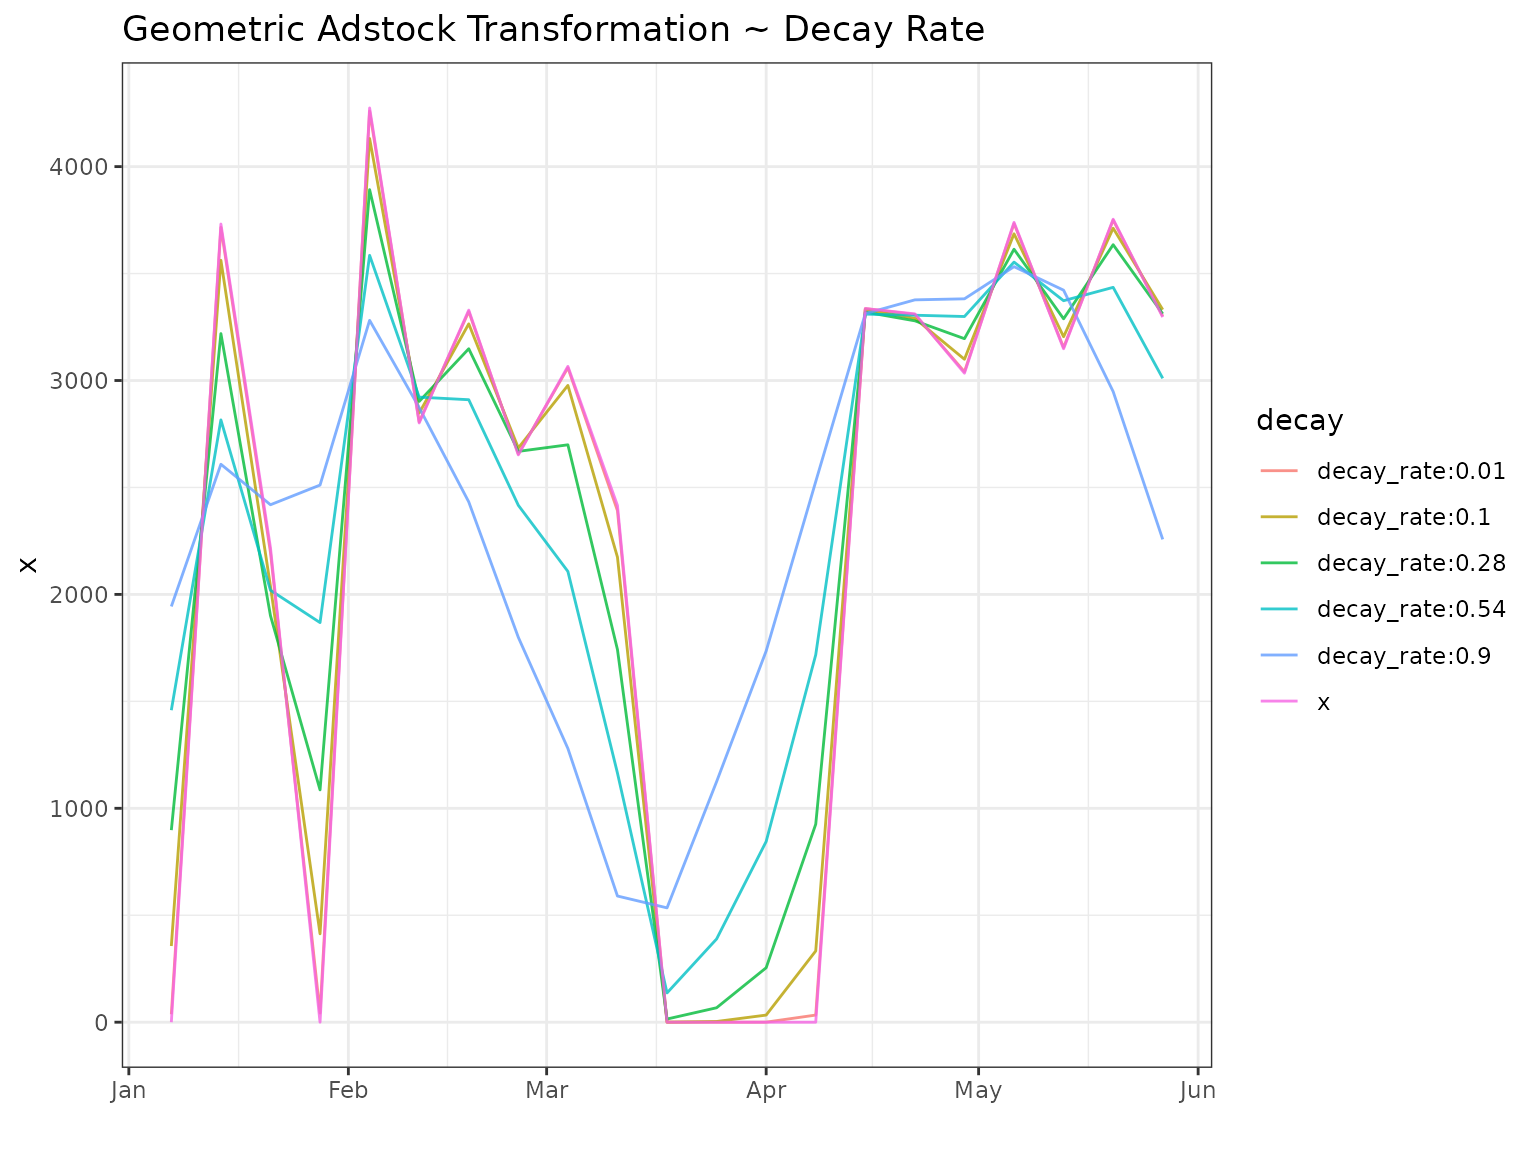 Geometric Adstock Transformation ~ Decay Rate
x
4000
3000
2000
1000
0
Jan
Feb
Mar
Apr
May
Jun
decay
decay_rate:0.01
decay_rate:0.1
decay_rate:0.28
decay_rate:0.54
decay_rate:0.9
x